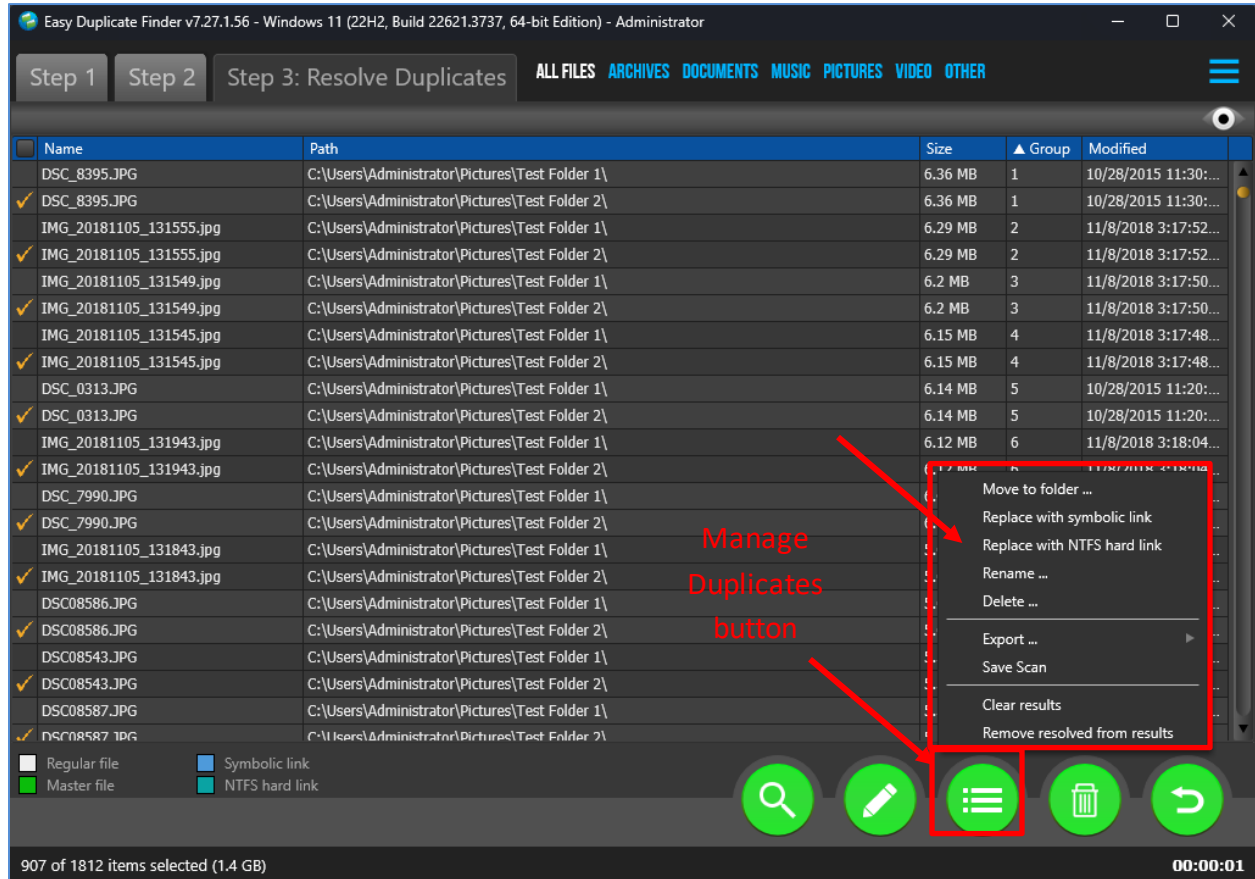 Easy Duplicate Finder v7.27.1.56 - Windows 11 (22H2, Build 22621.3737, 64-bit Edition) - Administrator
Step 1 Step 2 Step 3: Resolve Duplicates ALL FILES ARCHIVES DOCUMENTS MUSIC PICTURES VIDEO OTHER
Name Path Size ▲ Group Modified
DSC_8395.JPG C:\Users\Administrator\Pictures\Test Folder 1\ 6.36 MB 1 10/28/2015 11:30:...
DSC_8395.JPG C:\Users\Administrator\Pictures\Test Folder 2\ 6.36 MB 1 10/28/2015 11:30:...
IMG_20181105_131555.jpg C:\Users\Administrator\Pictures\Test Folder 1\ 6.29 MB 2 11/8/2018 3:17:52...
IMG_20181105_131555.jpg C:\Users\Administrator\Pictures\Test Folder 2\ 6.29 MB 2 11/8/2018 3:17:52...
IMG_20181105_131549.jpg C:\Users\Administrator\Pictures\Test Folder 1\ 6.2 MB 3 11/8/2018 3:17:50...
IMG_20181105_131549.jpg C:\Users\Administrator\Pictures\Test Folder 2\ 6.2 MB 3 11/8/2018 3:17:50...
IMG_20181105_131545.jpg C:\Users\Administrator\Pictures\Test Folder 1\ 6.15 MB 4 11/8/2018 3:17:48...
IMG_20181105_131545.jpg C:\Users\Administrator\Pictures\Test Folder 2\ 6.15 MB 4 11/8/2018 3:17:48...
DSC_0313.JPG C:\Users\Administrator\Pictures\Test Folder 1\ 6.14 MB 5 10/28/2015 11:20:...
DSC_0313.JPG C:\Users\Administrator\Pictures\Test Folder 2\ 6.14 MB 5 10/28/2015 11:20:...
IMG_20181105_131943.jpg C:\Users\Administrator\Pictures\Test Folder 1\ 6.12 MB 6 11/8/2018 3:18:04...
IMG_20181105_131943.jpg C:\Users\Administrator\Pictures\Test Folder 2\ 6.12 MB 6 11/8/2018 3:18:04...
DSC_7990.JPG C:\Users\Administrator\Pictures\Test Folder 1\
DSC_7990.JPG C:\Users\Administrator\Pictures\Test Folder 2\
IMG_20181105_131843.jpg C:\Users\Administrator\Pictures\Test Folder 1\
IMG_20181105_131843.jpg C:\Users\Administrator\Pictures\Test Folder 2\
DSC08586.JPG C:\Users\Administrator\Pictures\Test Folder 1\
DSC08586.JPG C:\Users\Administrator\Pictures\Test Folder 2\
DSC08543.JPG C:\Users\Administrator\Pictures\Test Folder 1\
DSC08543.JPG C:\Users\Administrator\Pictures\Test Folder 2\
DSC08587.JPG C:\Users\Administrator\Pictures\Test Folder 1\
DSC08587.JPG C:\Users\Administrator\Pictures\Test Folder 2\
Manage
Duplicates
button
Move to folder ...
Replace with symbolic link
Replace with NTFS hard link
Rename ...
Delete ...
Export ...
Save Scan
Clear results
Remove resolved from results
Regular file Symbolic link
Master file NTFS hard link
907 of 1812 items selected (1.4 GB) 00:00:01